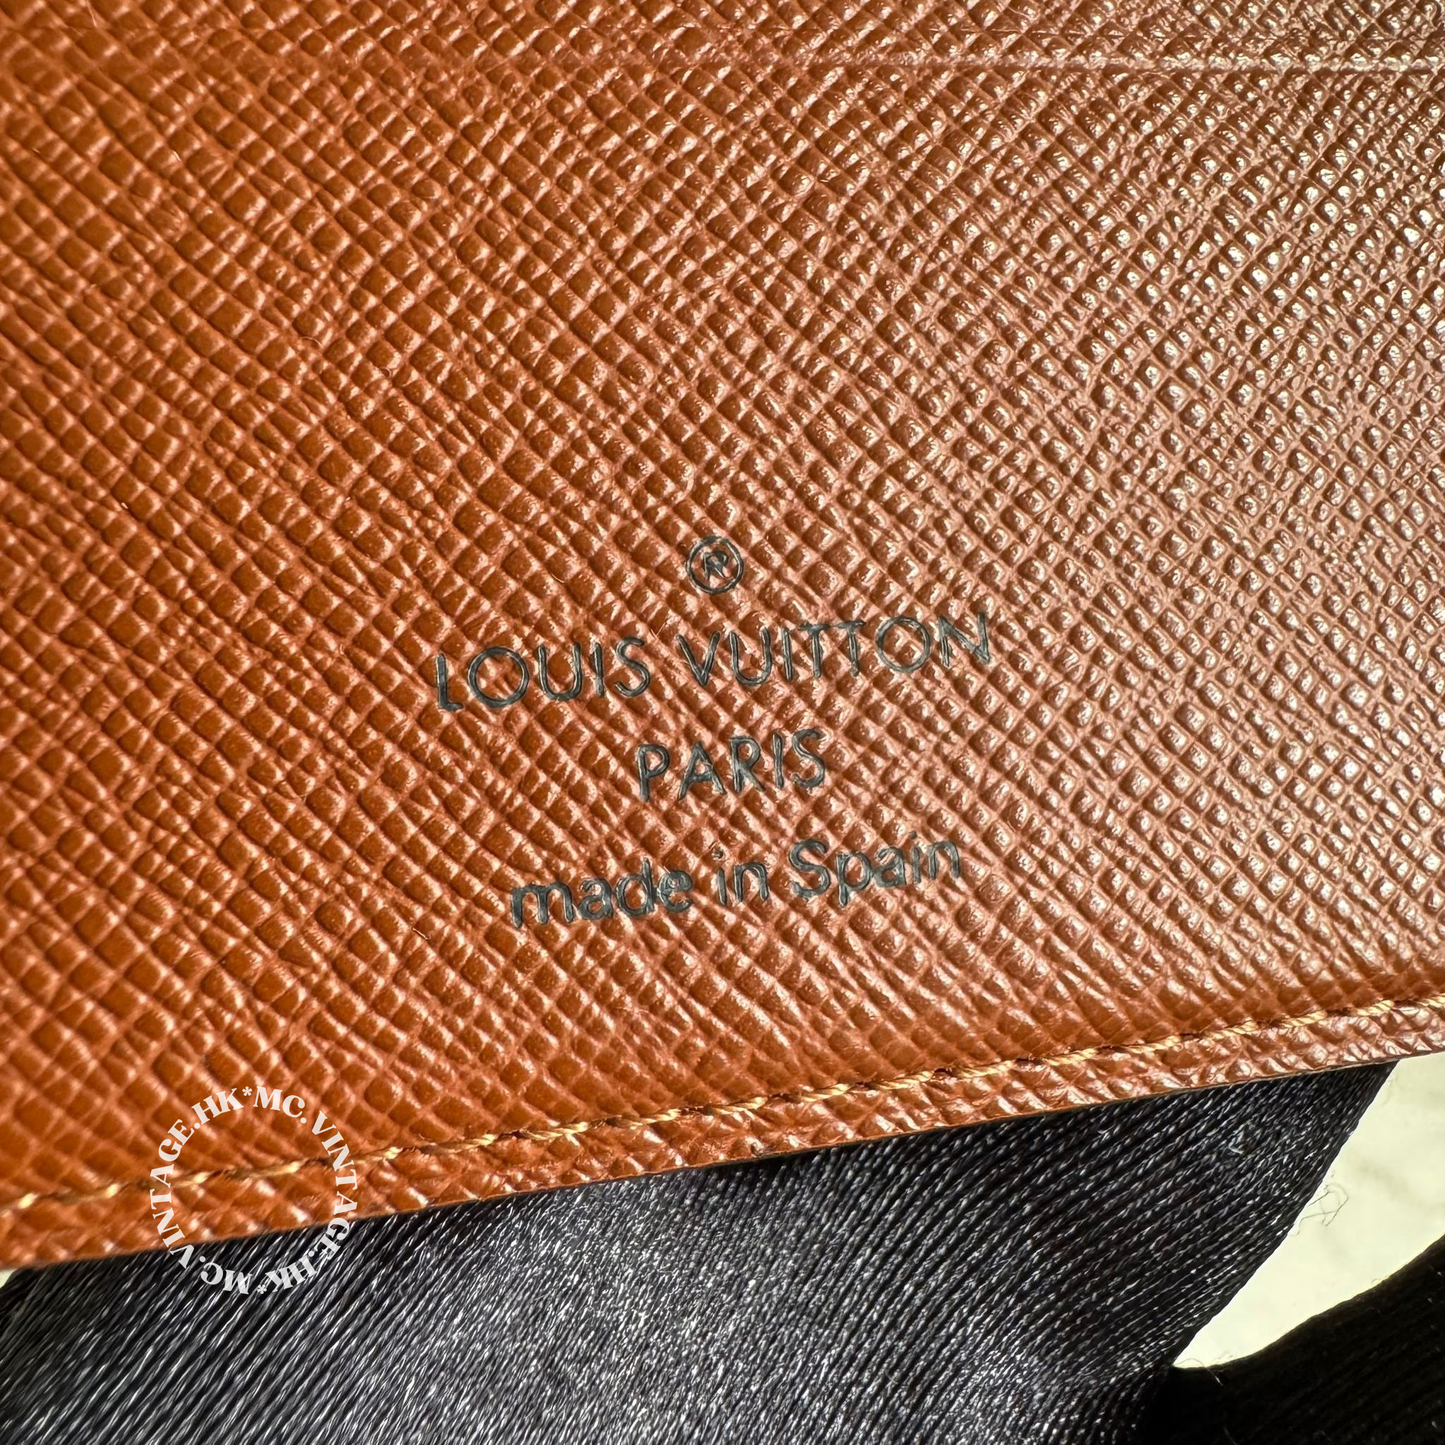 ®
LOUIS VUITTON
PARIS
made in Spain
MC.VINTAGE.HK*MC.VINTAGE.HK*